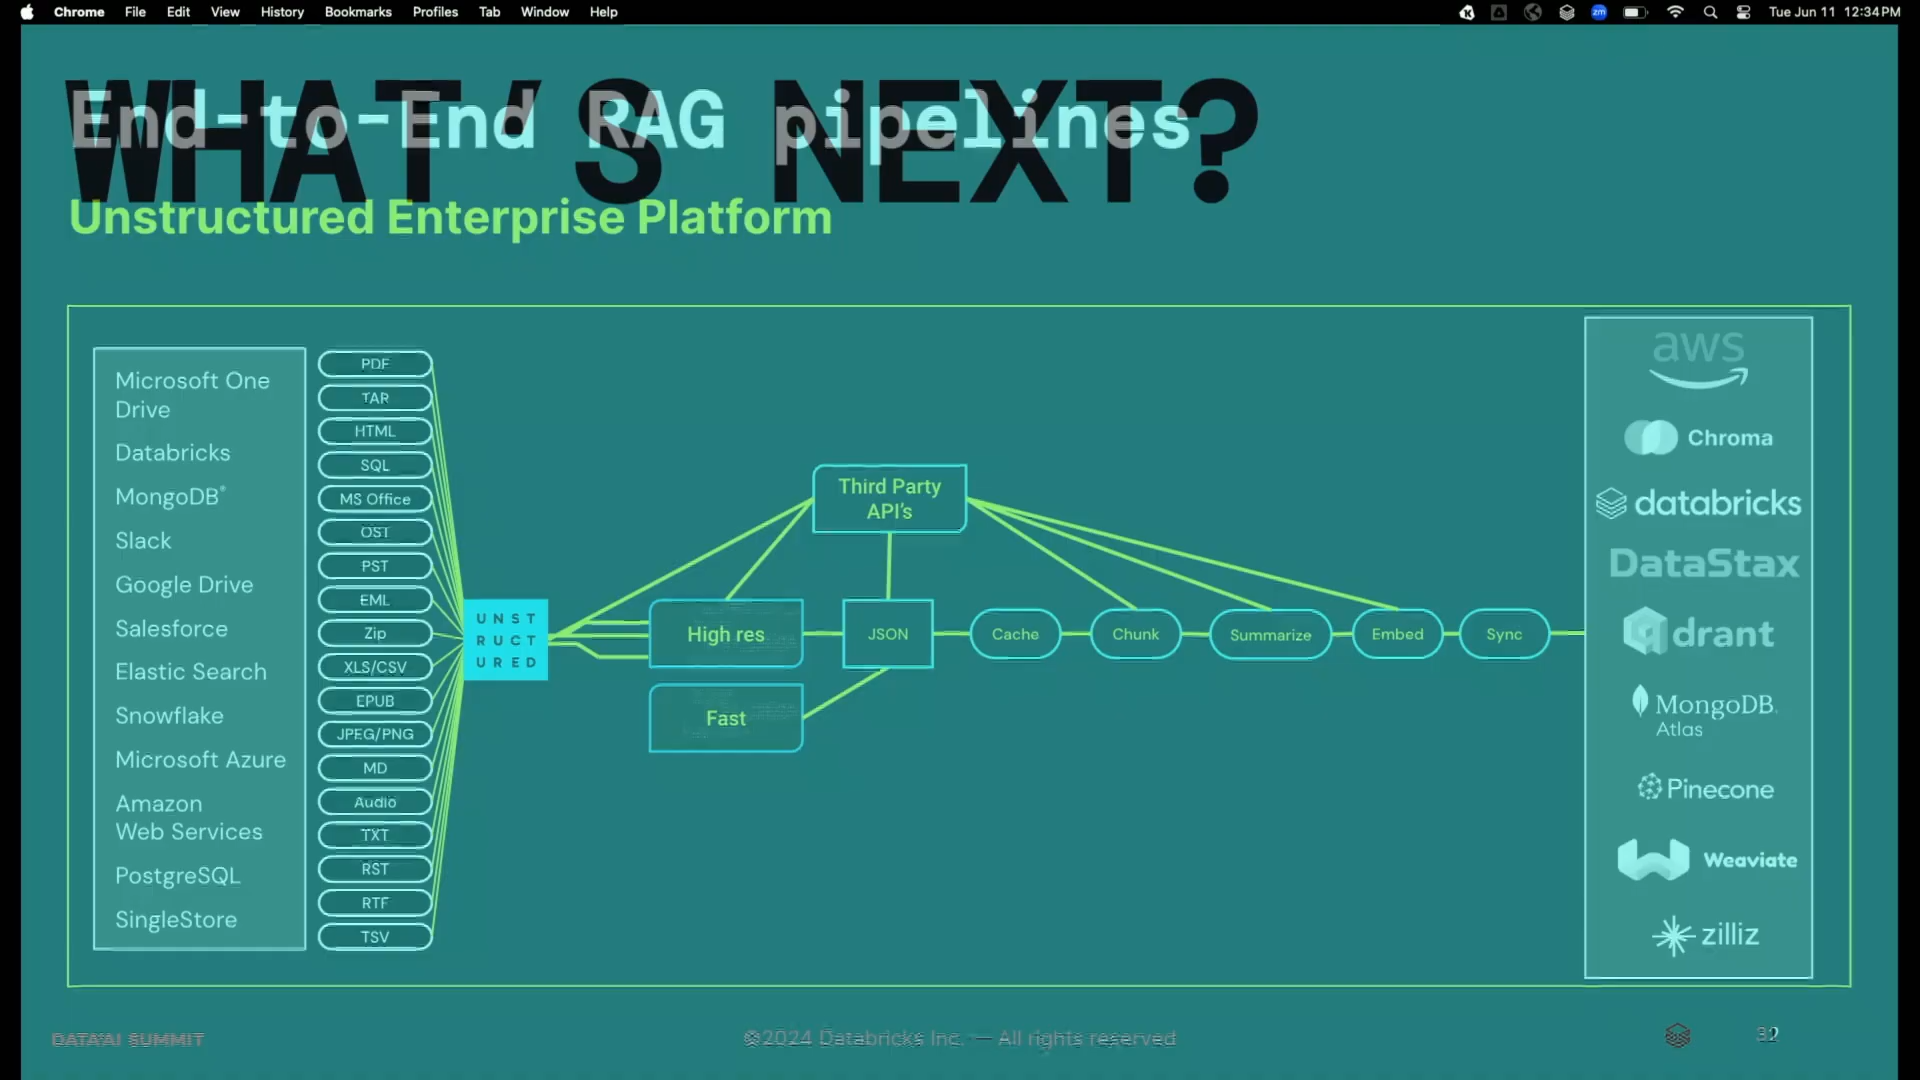 Chrome File Edit View History Bookmarks Profiles Tab Window Help
zm
Tue Jun 11 12:34 PM
WHAT'S NEXT?
End-to-End RAG pipelines
Unstructured Enterprise Platform
Microsoft One
Drive
Databricks
MongoDB®
Slack
Google Drive
Salesforce
Elastic Search
Snowflake
Microsoft Azure
Amazon
Web Services
PostgreSQL
SingleStore
PDF
TAR
HTML
SQL
MS Office
OST
PST
EML
Zip
XLS/CSV
EPUB
JPEG/PNG
MD
Audio
TXT
RST
RTF
TSV
UNST
RUCT
URED
Third Party
API's
High res
Fast
JSON
Cache
Chunk
Summarize
Embed
Sync
aws
Chroma
databricks
DataStax
drant
MongoDB.
Atlas
Pinecone
Weaviate
zilliz
DATA+AI SUMMIT
©2024 Databricks Inc. — All rights reserved